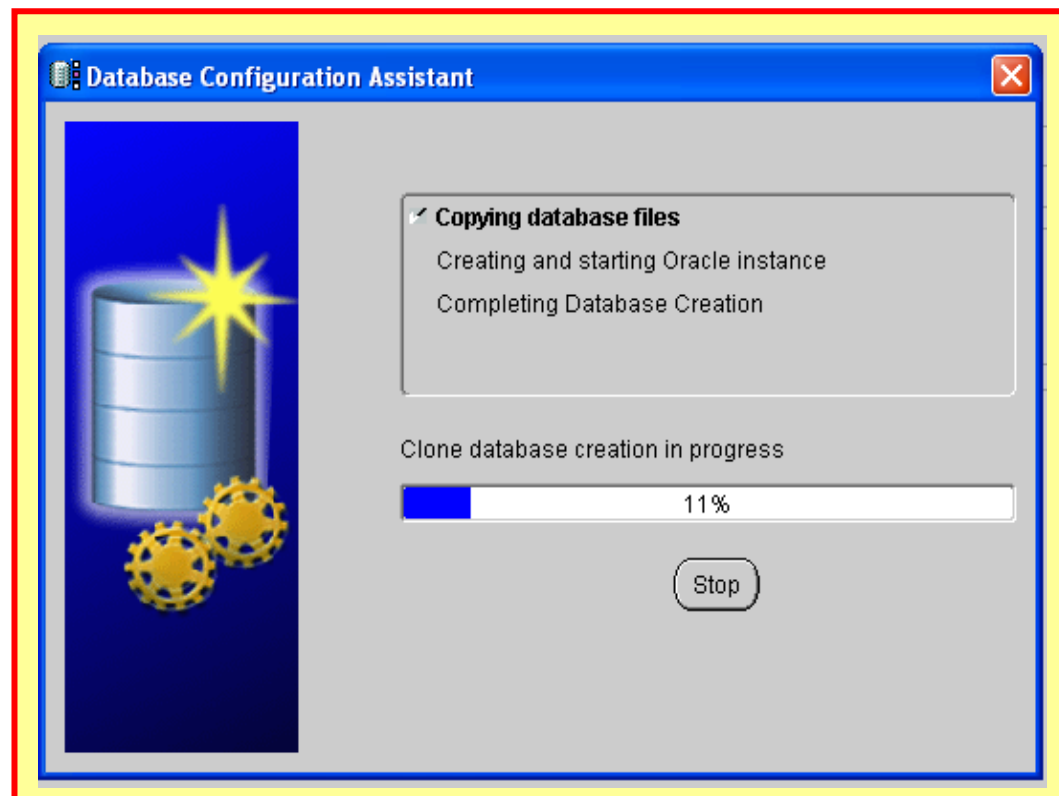 Database Configuration Assistant
Copying database files
Creating and starting Oracle instance
Completing Database Creation
Clone database creation in progress
11%
Stop